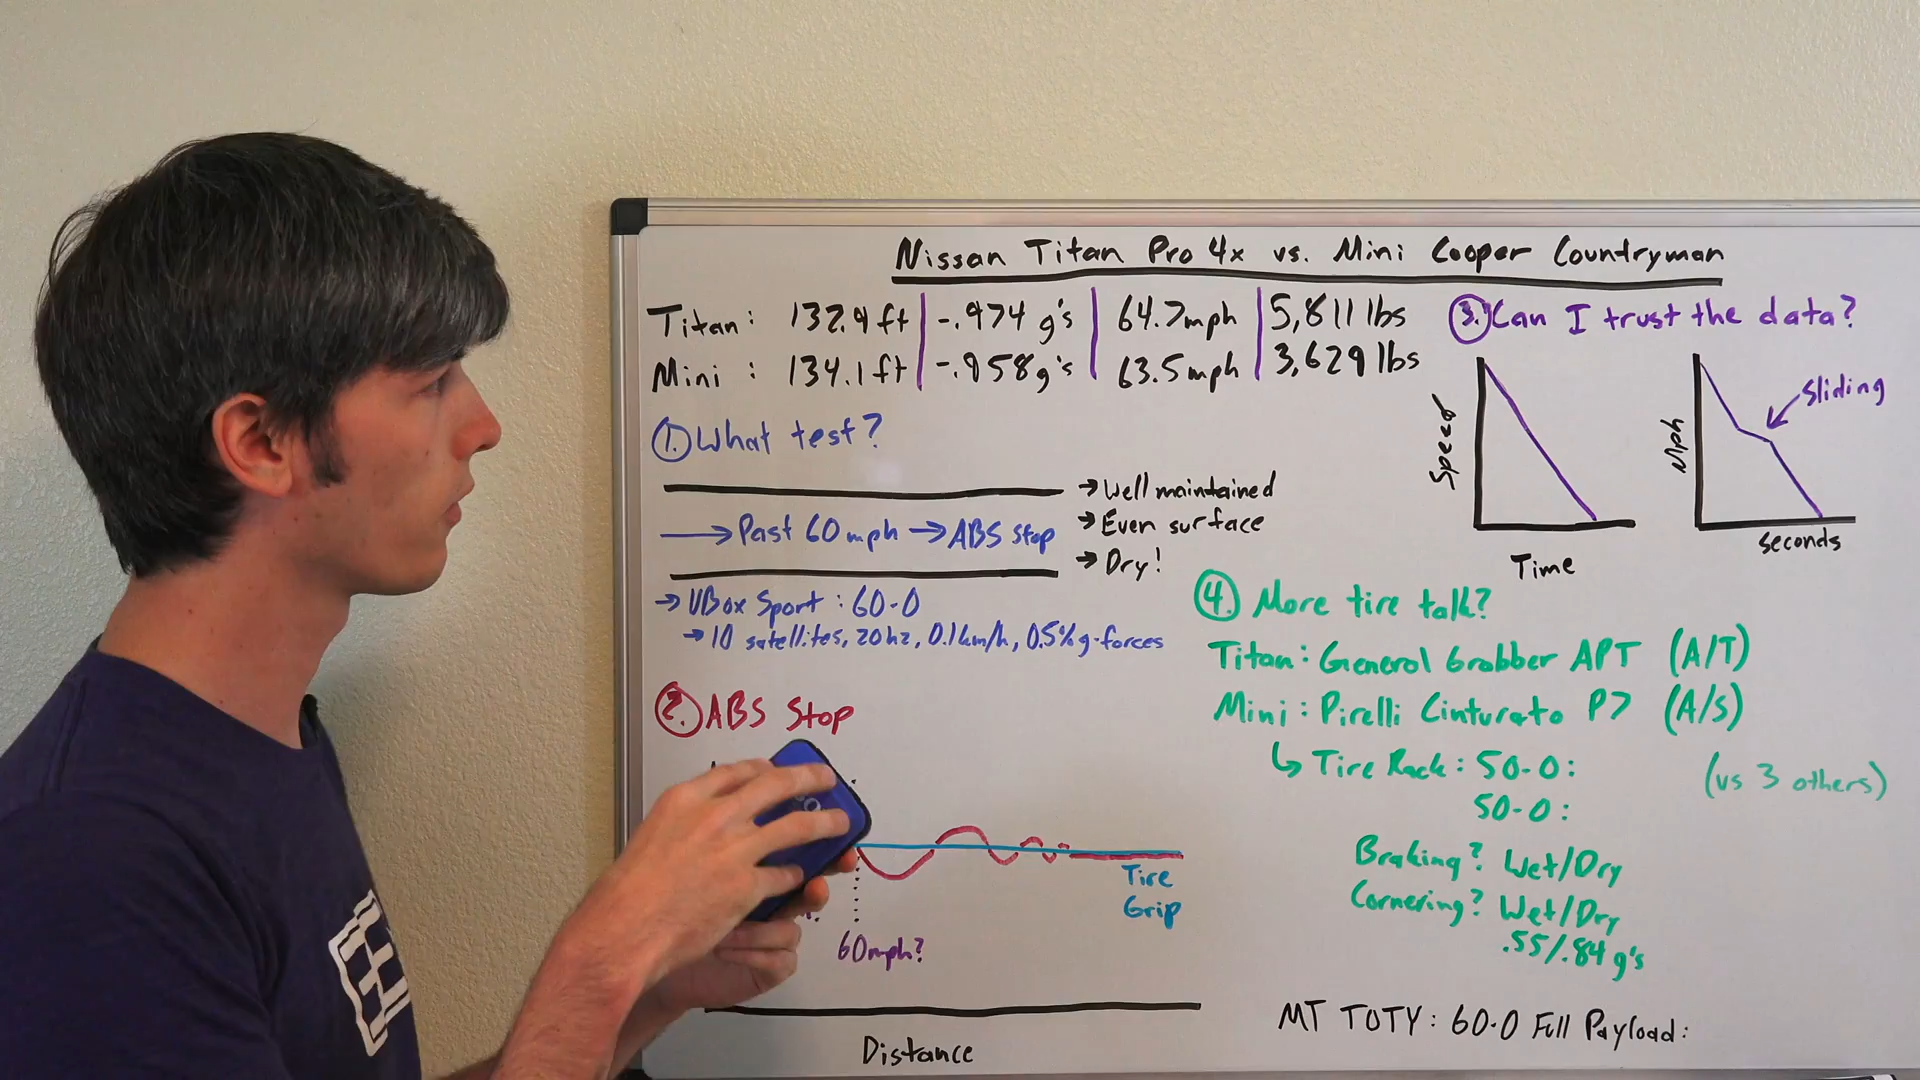 Nissan Titan Pro 4x vs. Mini Cooper Countryman
Titan: 132.9 ft -.974 g's 64.7mph 5,811 lbs
Mini : 134.1 ft -.958g's 63.5mph 3,629 lbs
1. What test?
→ Past 60 mph → ABS Stop
→ Well maintained
→ Even surface
→ Dry!
→ VBox Sport : 60-0
→ 10 satellites, 20hz, 0.1km/h, 0.5% g-forces
2. ABS Stop
60mph?
Tire
Grip
Distance
3. Can I trust the data?
Speed
Time
Mph
Sliding
seconds
4. More tire talk?
Titan: General Grabber APT (A/T)
Mini : Pirelli Cinturato P7 (A/S)
↳ Tire Rack : 50-0: (vs 3 others)
50-0 :
Braking? Wet/Dry
Cornering? Wet/Dry
.55/.84 g's
MT TOTY : 60-0 Full Payload: